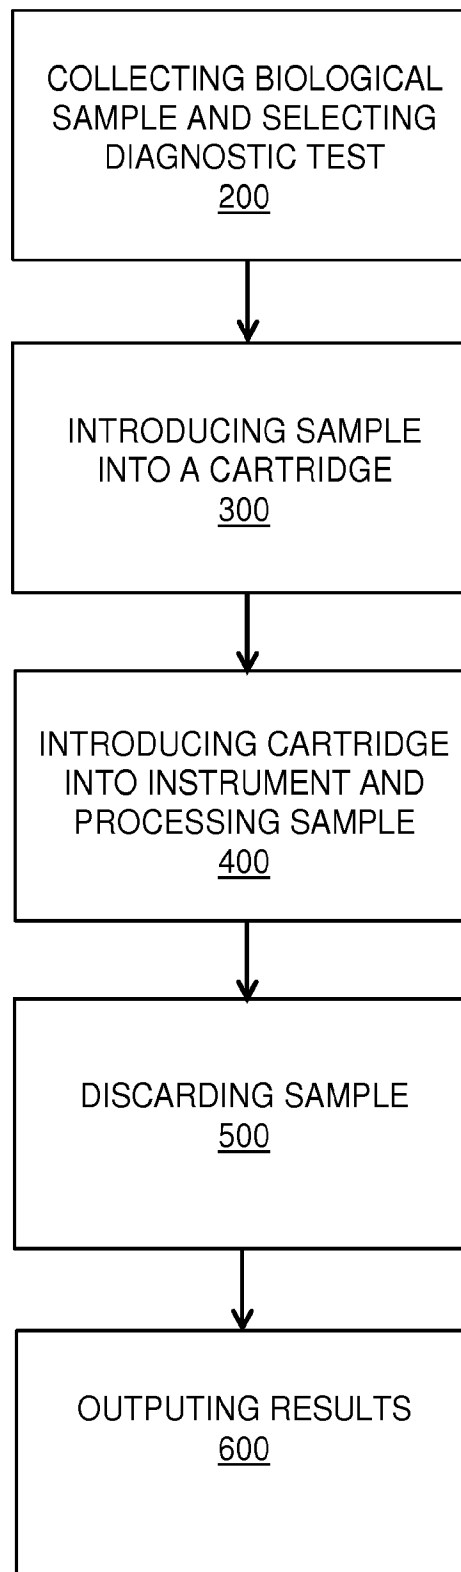 COLLECTING BIOLOGICAL
SAMPLE AND SELECTING
DIAGNOSTIC TEST
200
INTRODUCING SAMPLE
INTO A CARTRIDGE
300
INTRODUCING CARTRIDGE
INTO INSTRUMENT AND
PROCESSING SAMPLE
400
DISCARDING SAMPLE
500
OUTPUTING RESULTS
600